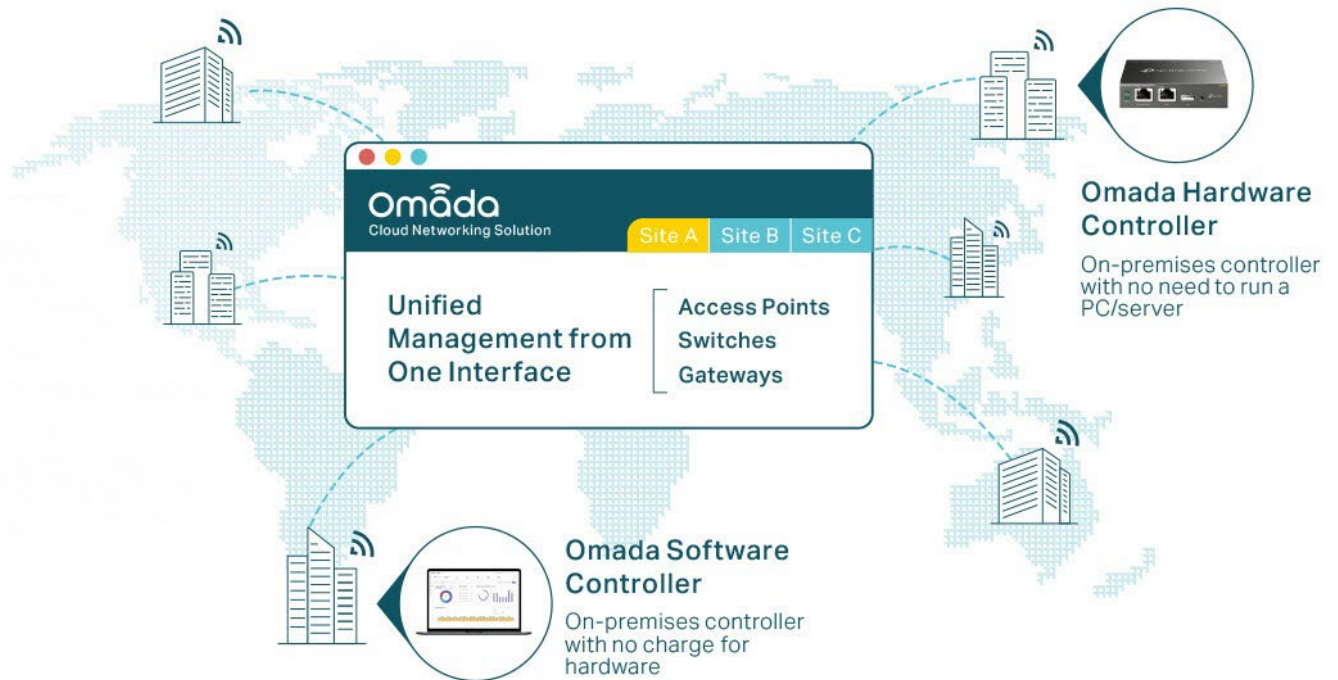 Omada
Cloud Networking Solution
Site A
Site B
Site C
Unified
Management from
One Interface
Access Points
Switches
Gateways
Omada Hardware
Controller
On-premises controller
with no need to run a
PC/server
Omada Software
Controller
On-premises controller
with no charge for
hardware